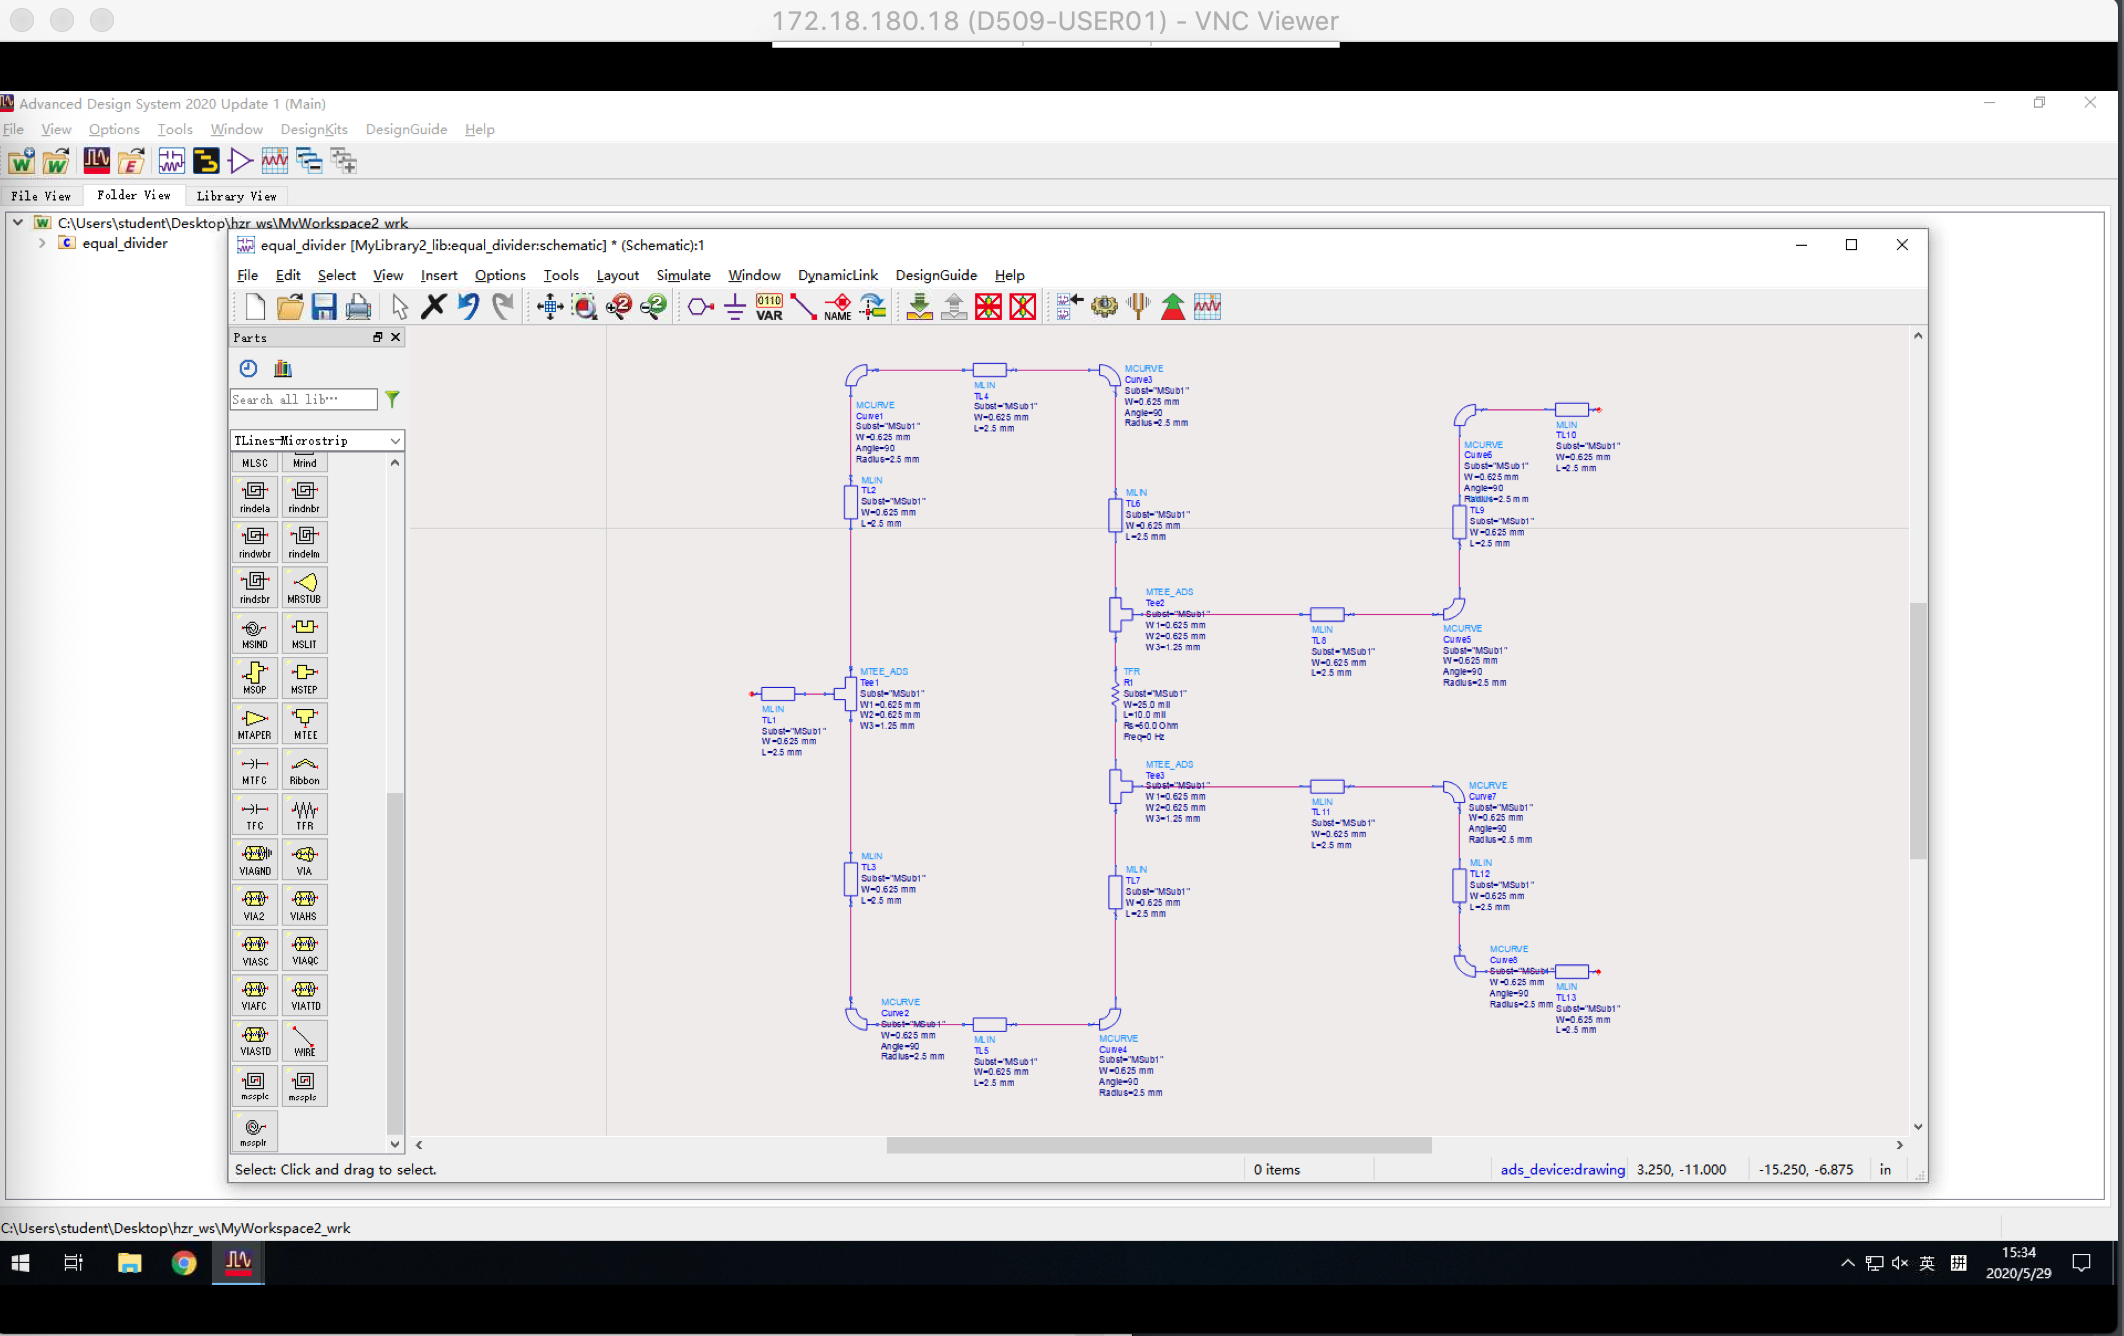 172.18.180.18 (D509-USER01) - VNC Viewer
Advanced Design System 2020 Update 1 (Main)
File View Options Tools Window DesignKits DesignGuide Help
File View Folder View Library View
C:\Users\student\Desktop\hzr_ws\MyWorkspace2_wrk
equal_divider
equal_divider [MyLibrary2_lib:equal_divider:schematic] * (Schematic):1
File Edit Select View Insert Options Tools Layout Simulate Window DynamicLink DesignGuide Help
0110
VAR
NAME
Parts
Search all lib···
TLines-Microstrip
MLSC Mrind
rindela rindnbr
rindwbr rindelm
rindsbr MRSTUB
MSIND MSLIT
MSOP MSTEP
MTAPER MTEE
MTFC Ribbon
TFC TFR
VIAGND VIA
VIA2 VIAHS
VIASC VIAQC
VIAFC VIATTD
VIASTD WIRE
mssplc msspls
mssplr
MCURVE
Curve1
Subst="MSub1"
W=0.625 mm
Angle=90
Radius=2.5 mm
MLIN
TL4
Subst="MSub1"
W=0.625 mm
L=2.5 mm
MCURVE
Curve3
Subst="MSub1"
W=0.625 mm
Angle=90
Radius=2.5 mm
MLIN
TL2
Subst="MSub1"
W=0.625 mm
L=2.5 mm
MLIN
TL6
Subst="MSub1"
W=0.625 mm
L=2.5 mm
MLIN
TL10
Subst="MSub1"
W=0.625 mm
L=2.5 mm
MCURVE
Curve6
Subst="MSub1"
W=0.625 mm
Angle=90
Radius=2.5 mm
TL9
Subst="MSub1"
W=0.625 mm
L=2.5 mm
MTEE_ADS
Tee2
Subst="MSub1"
W1=0.625 mm
W2=0.625 mm
W3=1.25 mm
MLIN
TL8
Subst="MSub1"
W=0.625 mm
L=2.5 mm
MCURVE
Curve5
Subst="MSub1"
W=0.625 mm
Angle=90
Radius=2.5 mm
MTEE_ADS
Tee1
Subst="MSub1"
W1=0.625 mm
W2=0.625 mm
W3=1.25 mm
MLIN
TL1
Subst="MSub1"
W=0.625 mm
L=2.5 mm
TFR
R1
Subst="MSub1"
W=25.0 mil
L=10.0 mil
Rs=50.0 Ohm
Freq=0 Hz
MTEE_ADS
Tee3
Subst="MSub1"
W1=0.625 mm
W2=0.625 mm
W3=1.25 mm
MLIN
TL11
Subst="MSub1"
W=0.625 mm
L=2.5 mm
MCURVE
Curve7
Subst="MSub1"
W=0.625 mm
Angle=90
Radius=2.5 mm
MLIN
TL3
Subst="MSub1"
W=0.625 mm
L=2.5 mm
MLIN
TL7
Subst="MSub1"
W=0.625 mm
L=2.5 mm
MLIN
TL12
Subst="MSub1"
W=0.625 mm
L=2.5 mm
MCURVE
Curve8
Subst="MSub1"
W=0.625 mm
Angle=90
Radius=2.5 mm
MLIN
TL13
Subst="MSub1"
W=0.625 mm
L=2.5 mm
MCURVE
Curve2
Subst="MSub1"
W=0.625 mm
Angle=90
Radius=2.5 mm
MLIN
TL5
Subst="MSub1"
W=0.625 mm
L=2.5 mm
MCURVE
Curve4
Subst="MSub1"
W=0.625 mm
Angle=90
Radius=2.5 mm
Select: Click and drag to select.
0 items
ads_device:drawing 3.250, -11.000 -15.250, -6.875 in
C:\Users\student\Desktop\hzr_ws\MyWorkspace2_wrk
英 拼
15:34
2020/5/29